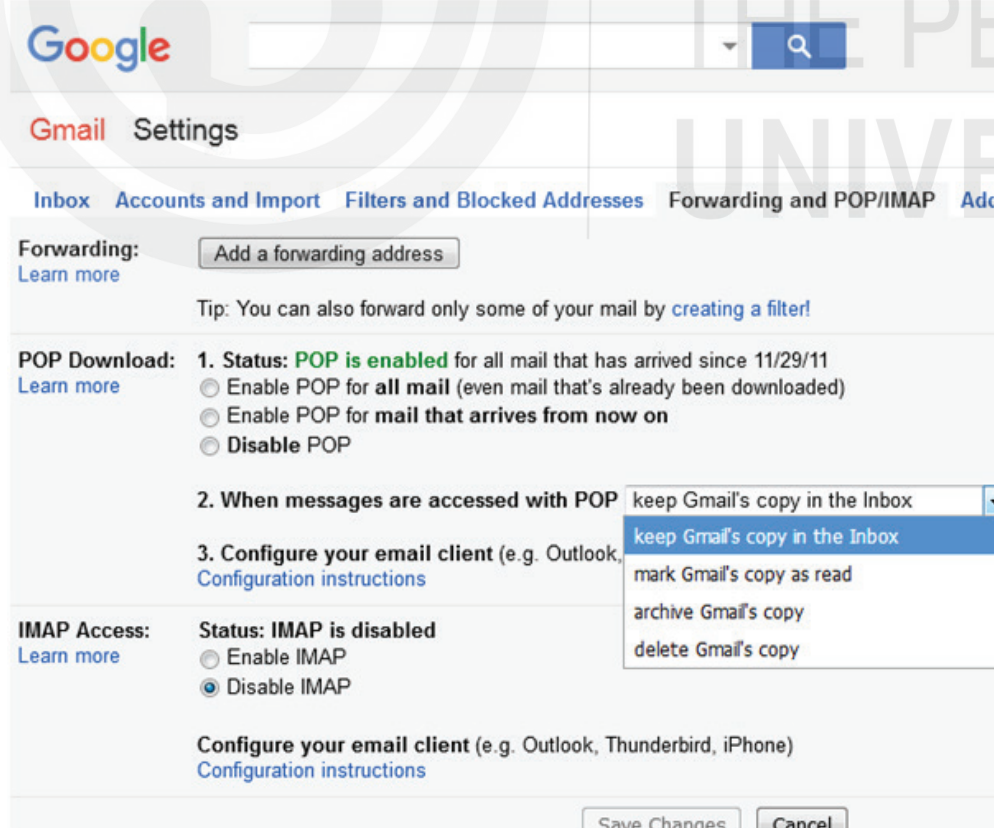 THE PE
UNIVE
Google
Gmail Settings
Inbox Accounts and Import Filters and Blocked Addresses Forwarding and POP/IMAP Add
Forwarding: Add a forwarding address
Learn more
Tip: You can also forward only some of your mail by creating a filter!
POP Download: 1. Status: POP is enabled for all mail that has arrived since 11/29/11
Learn more Enable POP for all mail (even mail that's already been downloaded)
Enable POP for mail that arrives from now on
Disable POP
2. When messages are accessed with POP keep Gmail's copy in the Inbox
keep Gmail's copy in the Inbox
3. Configure your email client (e.g. Outlook,
mark Gmail's copy as read
Configuration instructions
archive Gmail's copy
IMAP Access: Status: IMAP is disabled
delete Gmail's copy
Learn more Enable IMAP
Disable IMAP
Configure your email client (e.g. Outlook, Thunderbird, iPhone)
Configuration instructions
Save Changes Cancel